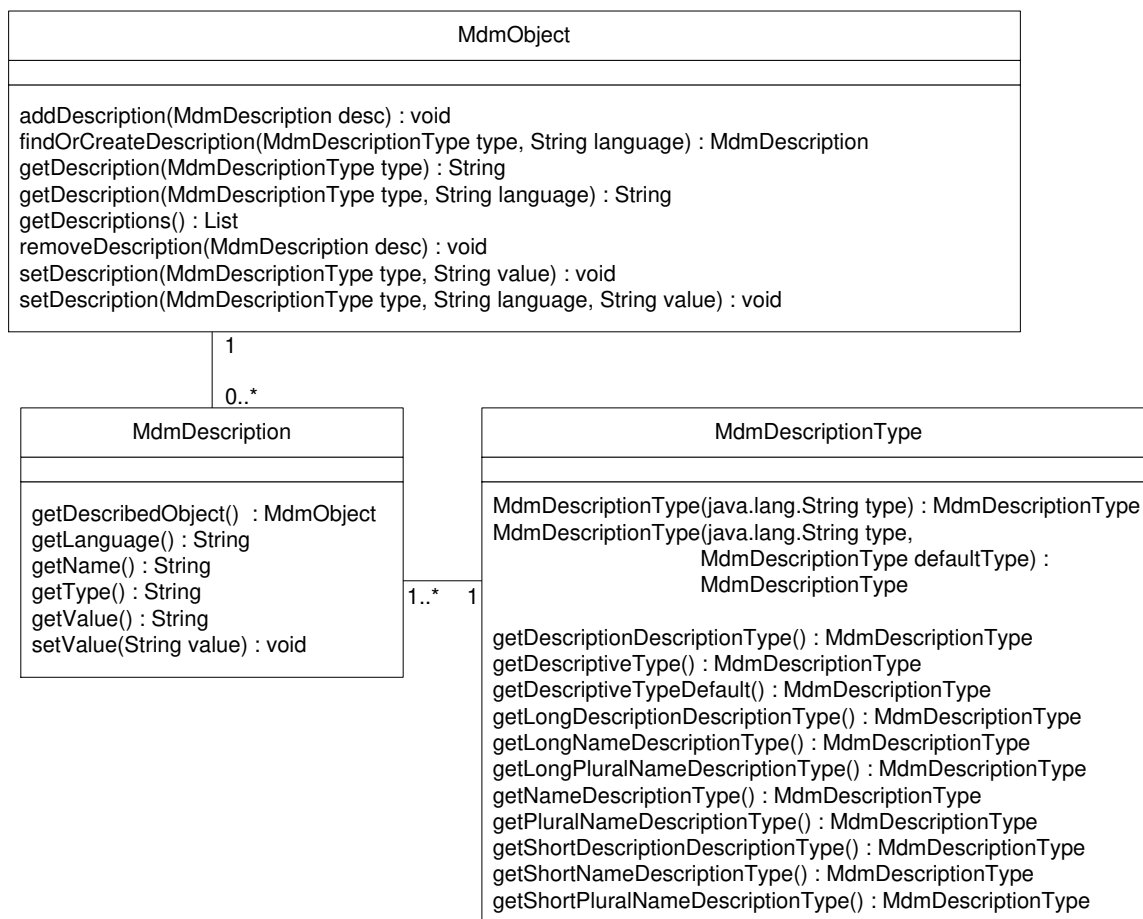 MdmObject
addDescription(MdmDescription desc) : void
findOrCreateDescription(MdmDescriptionType type, String language) : MdmDescription
getDescription(MdmDescriptionType type) : String
getDescription(MdmDescriptionType type, String language) : String
getDescriptions() : List
removeDescription(MdmDescription desc) : void
setDescription(MdmDescriptionType type, String value) : void
setDescription(MdmDescriptionType type, String language, String value) : void
1
0..*
MdmDescription
getDescribedObject() : MdmObject
getLanguage() : String
getName() : String
getType() : String
getValue() : String
setValue(String value) : void
1..* 1
MdmDescriptionType
MdmDescriptionType(java.lang.String type) : MdmDescriptionType
MdmDescriptionType(java.lang.String type,
MdmDescriptionType defaultType) :
MdmDescriptionType
getDescriptionDescriptionType() : MdmDescriptionType
getDescriptiveType() : MdmDescriptionType
getDescriptiveTypeDefault() : MdmDescriptionType
getLongDescriptionDescriptionType() : MdmDescriptionType
getLongNameDescriptionType() : MdmDescriptionType
getLongPluralNameDescriptionType() : MdmDescriptionType
getNameDescriptionType() : MdmDescriptionType
getPluralNameDescriptionType() : MdmDescriptionType
getShortDescriptionDescriptionType() : MdmDescriptionType
getShortNameDescriptionType() : MdmDescriptionType
getShortPluralNameDescriptionType() : MdmDescriptionType